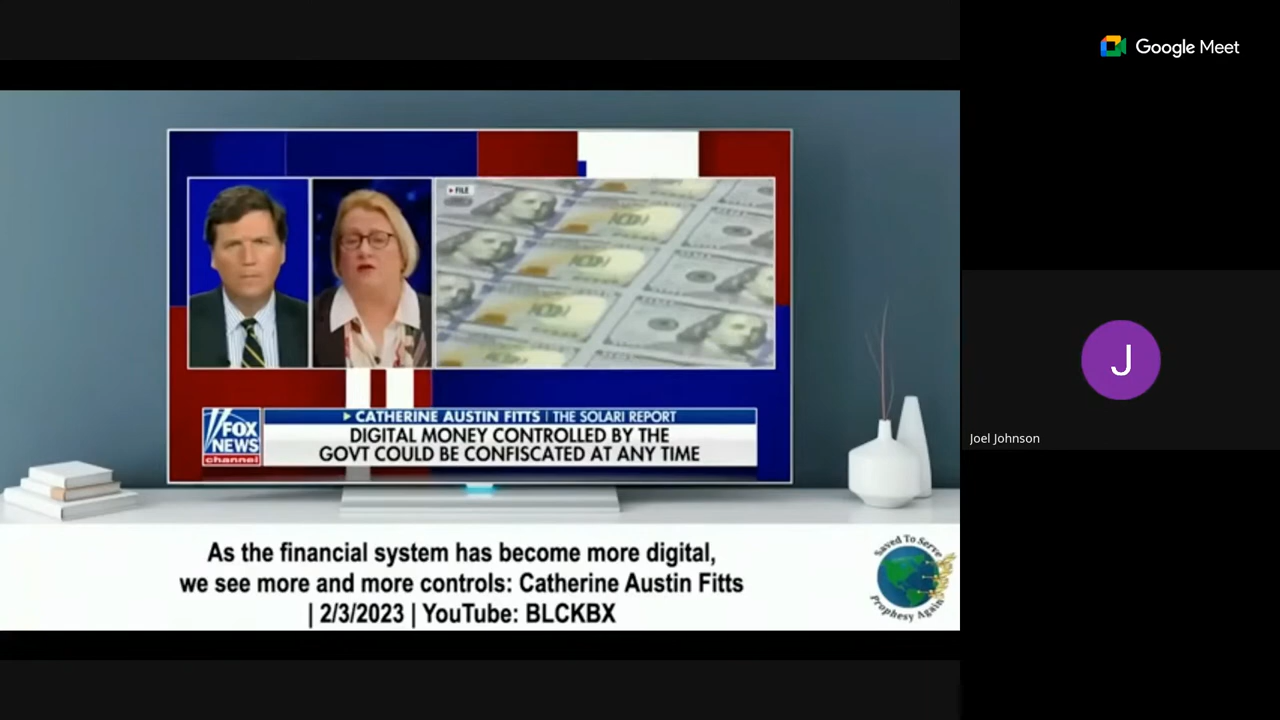 Google Meet
FILE
CATHERINE AUSTIN FITTS | THE SOLARI REPORT
FOX
NEWS
channel
DIGITAL MONEY CONTROLLED BY THE
GOVT COULD BE CONFISCATED AT ANY TIME
As the financial system has become more digital,
we see more and more controls: Catherine Austin Fitts
| 2/3/2023 | YouTube: BLCKBX
Saved To Serve
Prophesy Again
J
Joel Johnson